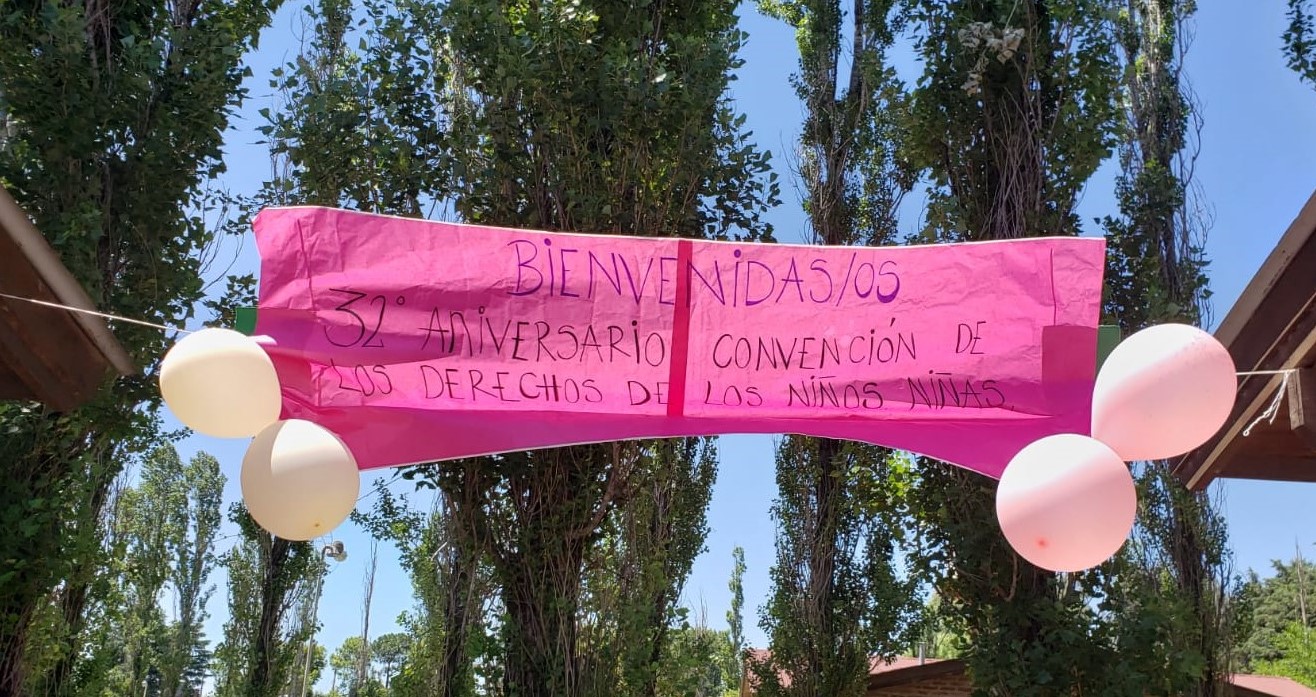 BIENVENIDAS/OS
32° ANIVERSARIO CONVENCIÓN DE
LOS DERECHOS DE LOS NIÑOS NIÑAS.